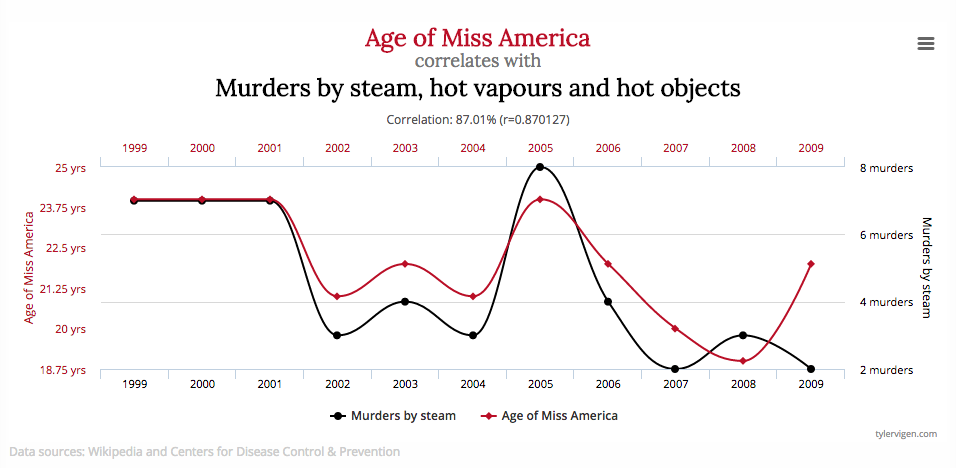 Age of Miss America
correlates with
Murders by steam, hot vapours and hot objects
Correlation: 87.01% (r=0.870127)
1999 2000 2001 2002 2003 2004 2005 2006 2007 2008 2009
25 yrs 8 murders
23.75 yrs
6 murders
22.5 yrs
21.25 yrs
4 murders
20 yrs
18.75 yrs 2 murders
Age of Miss America
Murders by steam
1999 2000 2001 2002 2003 2004 2005 2006 2007 2008 2009
Murders by steam Age of Miss America
tylervigen.com
Data sources: Wikipedia and Centers for Disease Control & Prevention